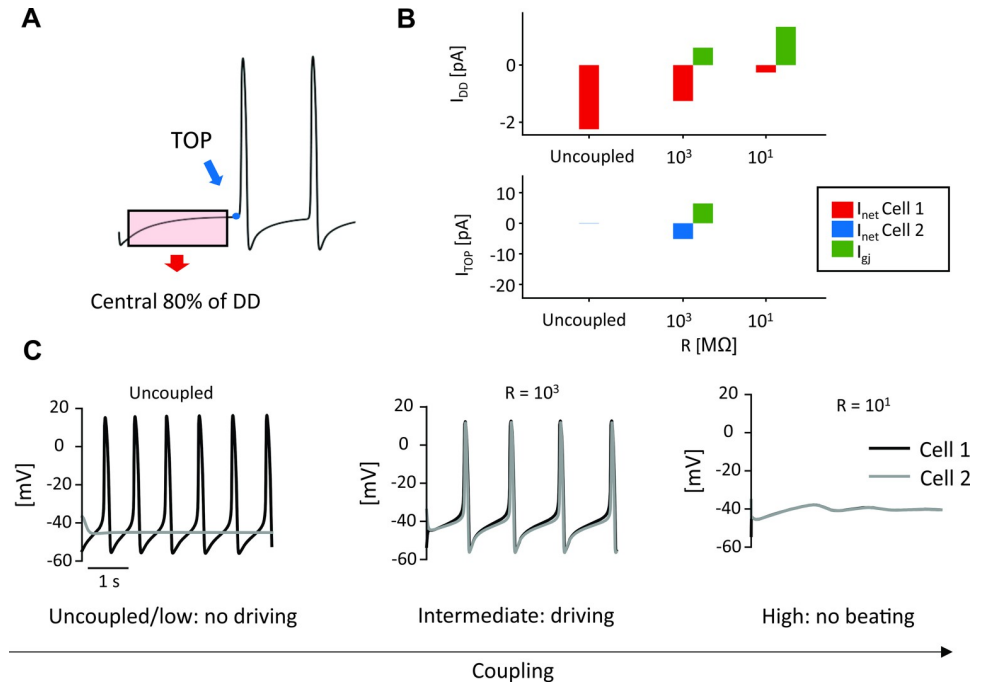 A
TOP
Central 80% of DD
B
I_DD [pA]
0
-2
Uncoupled
10³
10¹
I_TOP [pA]
10
0
-10
-20
Uncoupled
10³
10¹
R [MΩ]
I_net Cell 1
I_net Cell 2
I_gj
C
Uncoupled
[mV]
20
0
-20
-40
-60
1 s
Uncoupled/low: no driving
R = 10³
[mV]
20
0
-20
-40
-60
Intermediate: driving
R = 10¹
[mV]
20
0
-20
-40
-60
Cell 1
Cell 2
High: no beating
Coupling